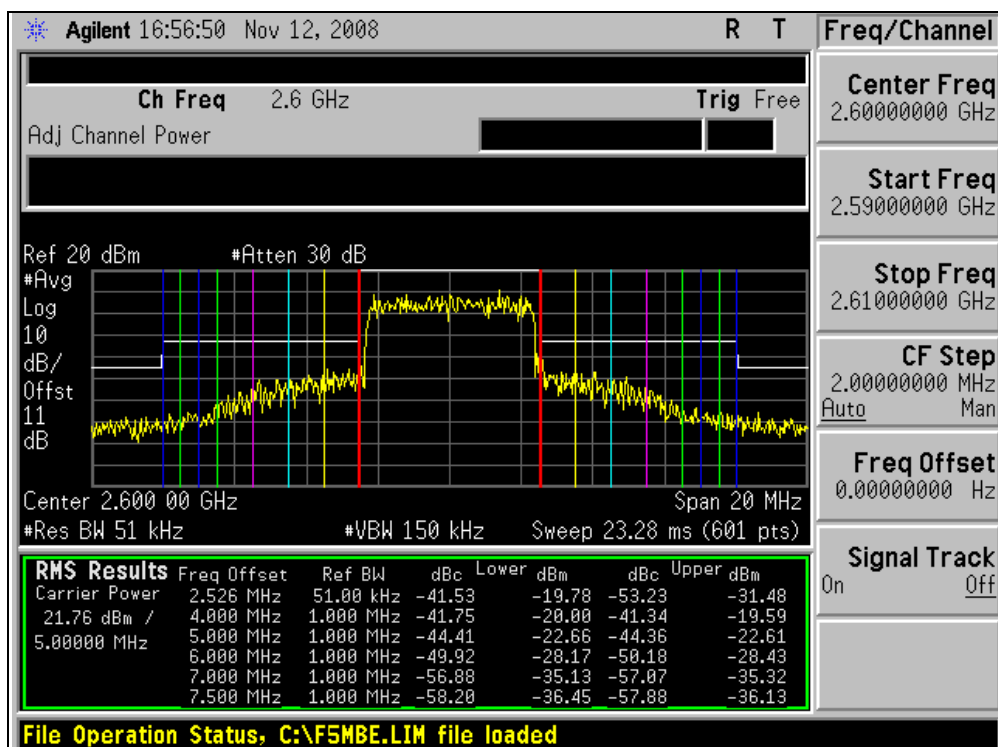 Agilent 16:56:50 Nov 12, 2008 R T
Freq/Channel
Ch Freq 2.6 GHz Trig Free
Adj Channel Power
Center Freq
2.60000000 GHz
Start Freq
2.59000000 GHz
Stop Freq
2.61000000 GHz
CF Step
2.00000000 MHz
Auto Man
Freq Offset
0.00000000 Hz
Signal Track
On Off
Ref 20 dBm #Atten 30 dB
#Avg
Log
10
dB/
Offst
11
dB
Center 2.600 00 GHz Span 20 MHz
#Res BW 51 kHz #VBW 150 kHz Sweep 23.28 ms (601 pts)
RMS Results Freq Offset Ref BW dBc Lower dBm dBc Upper dBm
Carrier Power 2.526 MHz 51.00 kHz -41.53 -19.78 -53.23 -31.48
21.76 dBm / 4.000 MHz 1.000 MHz -41.75 -20.00 -41.34 -19.59
5.00000 MHz 5.000 MHz 1.000 MHz -44.41 -22.66 -44.36 -22.61
6.000 MHz 1.000 MHz -49.92 -28.17 -50.18 -28.43
7.000 MHz 1.000 MHz -56.88 -35.13 -57.07 -35.32
7.500 MHz 1.000 MHz -58.20 -36.45 -57.88 -36.13
File Operation Status, C:\F5MBE.LIM file loaded